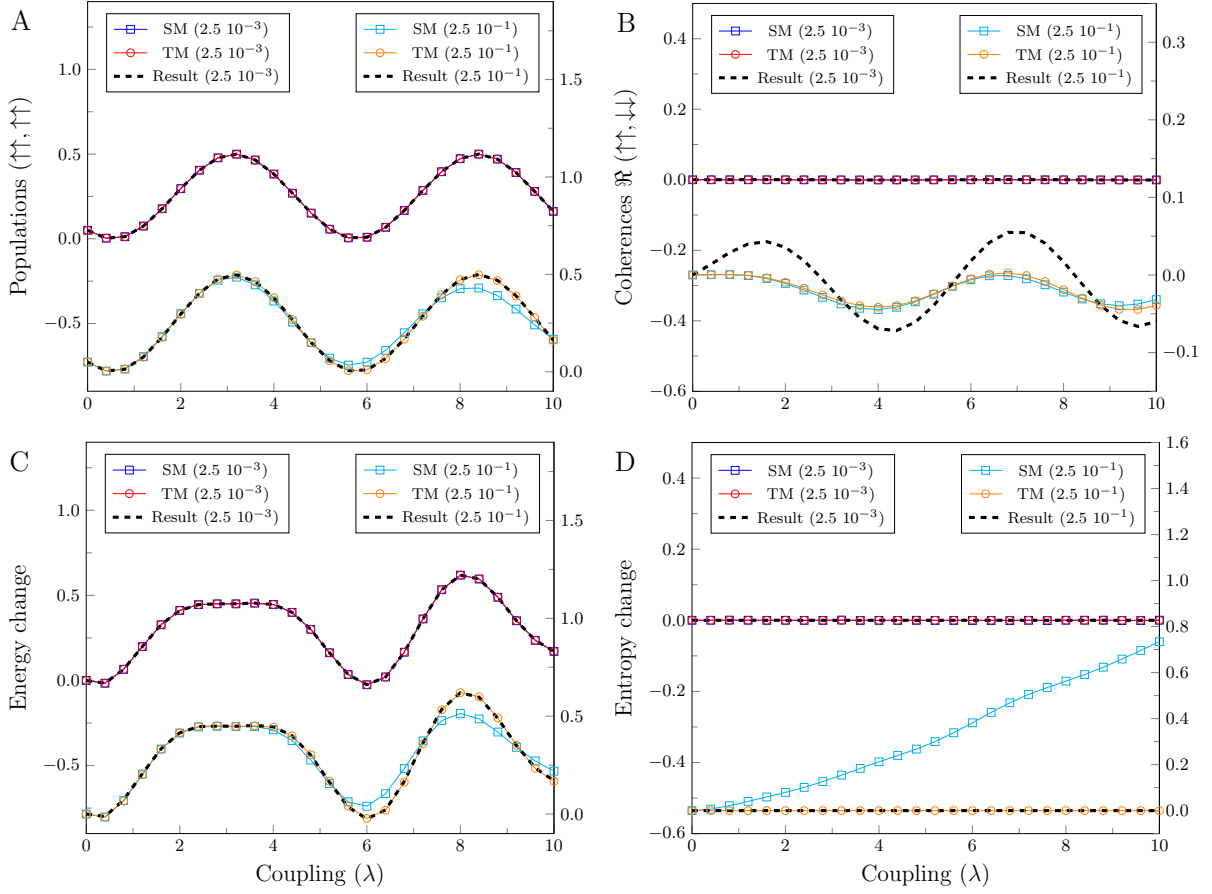 A
SM (2.5 10⁻³)
TM (2.5 10⁻³)
Result (2.5 10⁻³)
SM (2.5 10⁻¹)
TM (2.5 10⁻¹)
Result (2.5 10⁻¹)
Populations (↑↑, ↑↑)
1.0
0.5
0.0
−0.5
1.5
1.0
0.5
0.0
0 2 4 6 8 10
B
SM (2.5 10⁻³)
TM (2.5 10⁻³)
Result (2.5 10⁻³)
SM (2.5 10⁻¹)
TM (2.5 10⁻¹)
Result (2.5 10⁻¹)
Coherences ℜ (↑↑, ↓↓)
0.4
0.2
0.0
−0.2
−0.4
−0.6
0.3
0.2
0.1
0.0
−0.1
0 2 4 6 8 10
C
SM (2.5 10⁻³)
TM (2.5 10⁻³)
Result (2.5 10⁻³)
SM (2.5 10⁻¹)
TM (2.5 10⁻¹)
Result (2.5 10⁻¹)
Energy change
1.0
0.5
0.0
−0.5
1.5
1.0
0.5
0.0
0 2 4 6 8 10
Coupling (λ)
D
SM (2.5 10⁻³)
TM (2.5 10⁻³)
Result (2.5 10⁻³)
SM (2.5 10⁻¹)
TM (2.5 10⁻¹)
Result (2.5 10⁻¹)
Entropy change
0.4
0.2
0.0
−0.2
−0.4
−0.6
1.6
1.4
1.2
1.0
0.8
0.6
0.4
0.2
0.0
0 2 4 6 8 10
Coupling (λ)